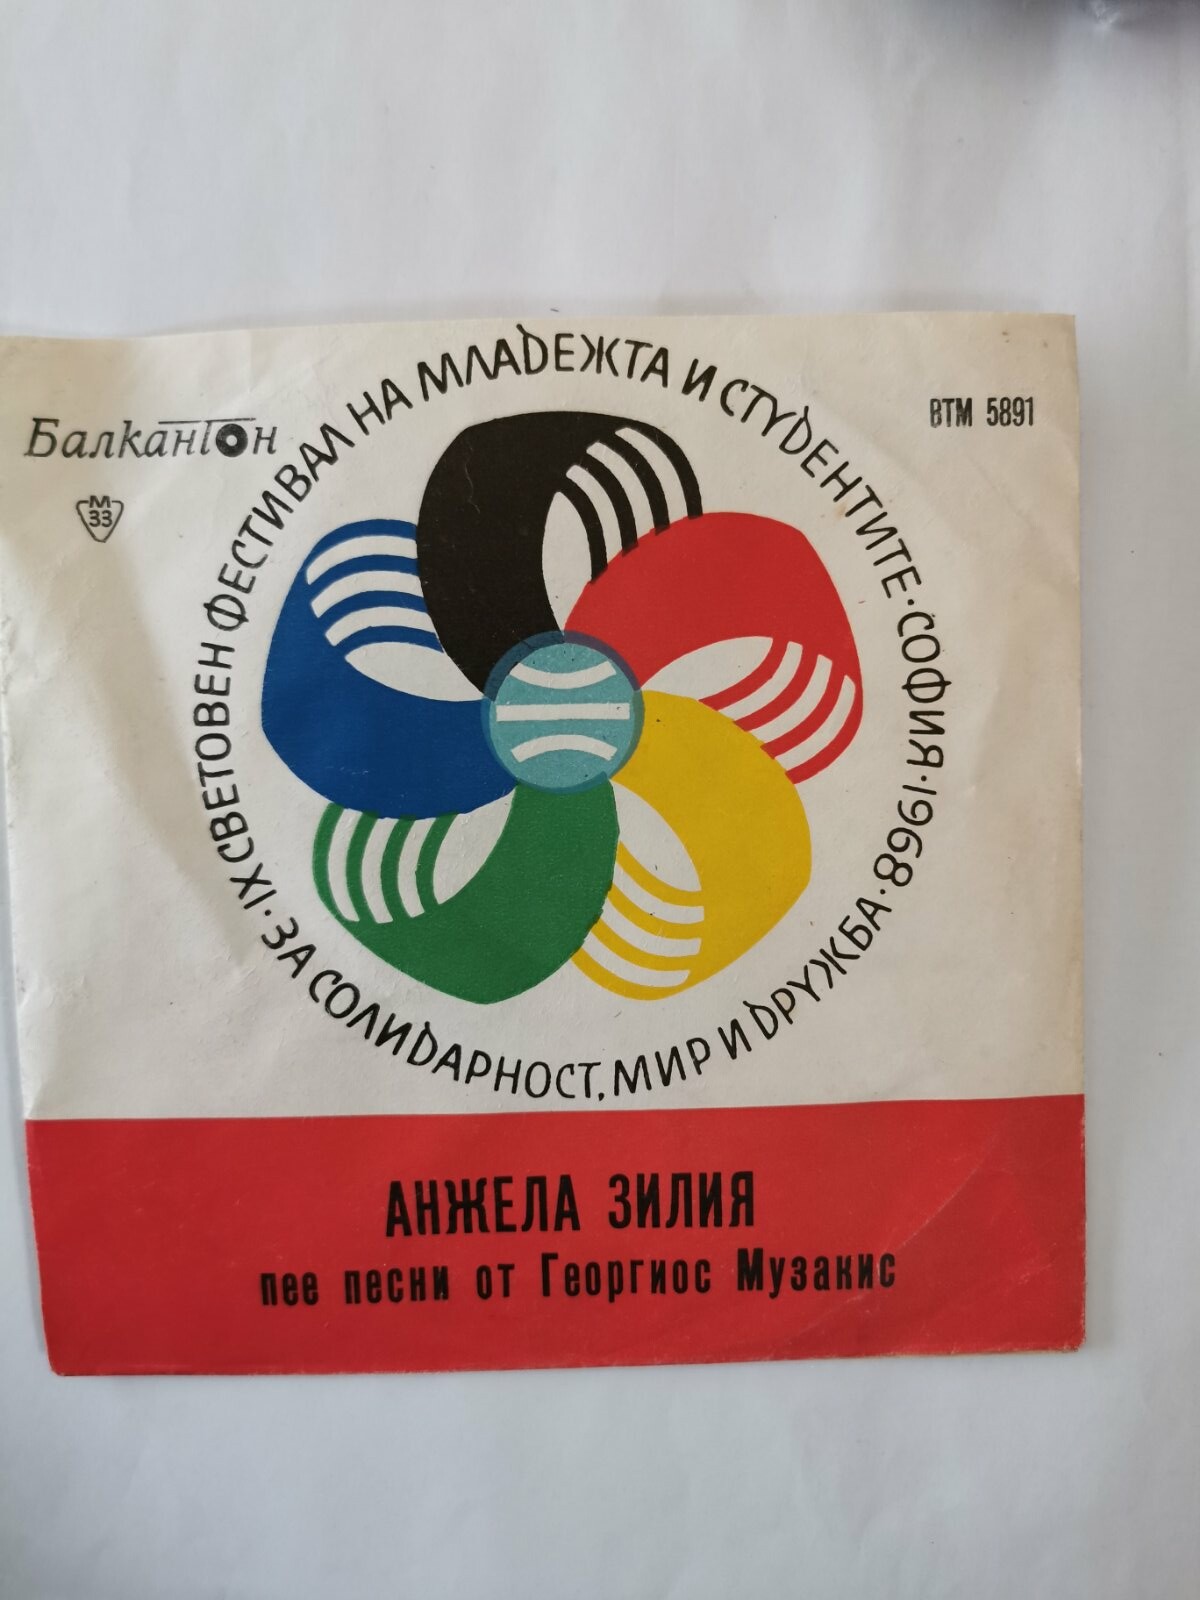 Балкантон
М
33
ВТМ 5891
IX СВЕТОВЕН ФЕСТИВАЛ НА МЛАДЕЖТА И СТУДЕНТИТЕ · СОФИЯ · 1968 ·
ЗА СОЛИДАРНОСТ, МИР И ДРУЖБА ·
АНЖЕЛА ЗИЛИЯ
пее песни от Георгиос Музакис